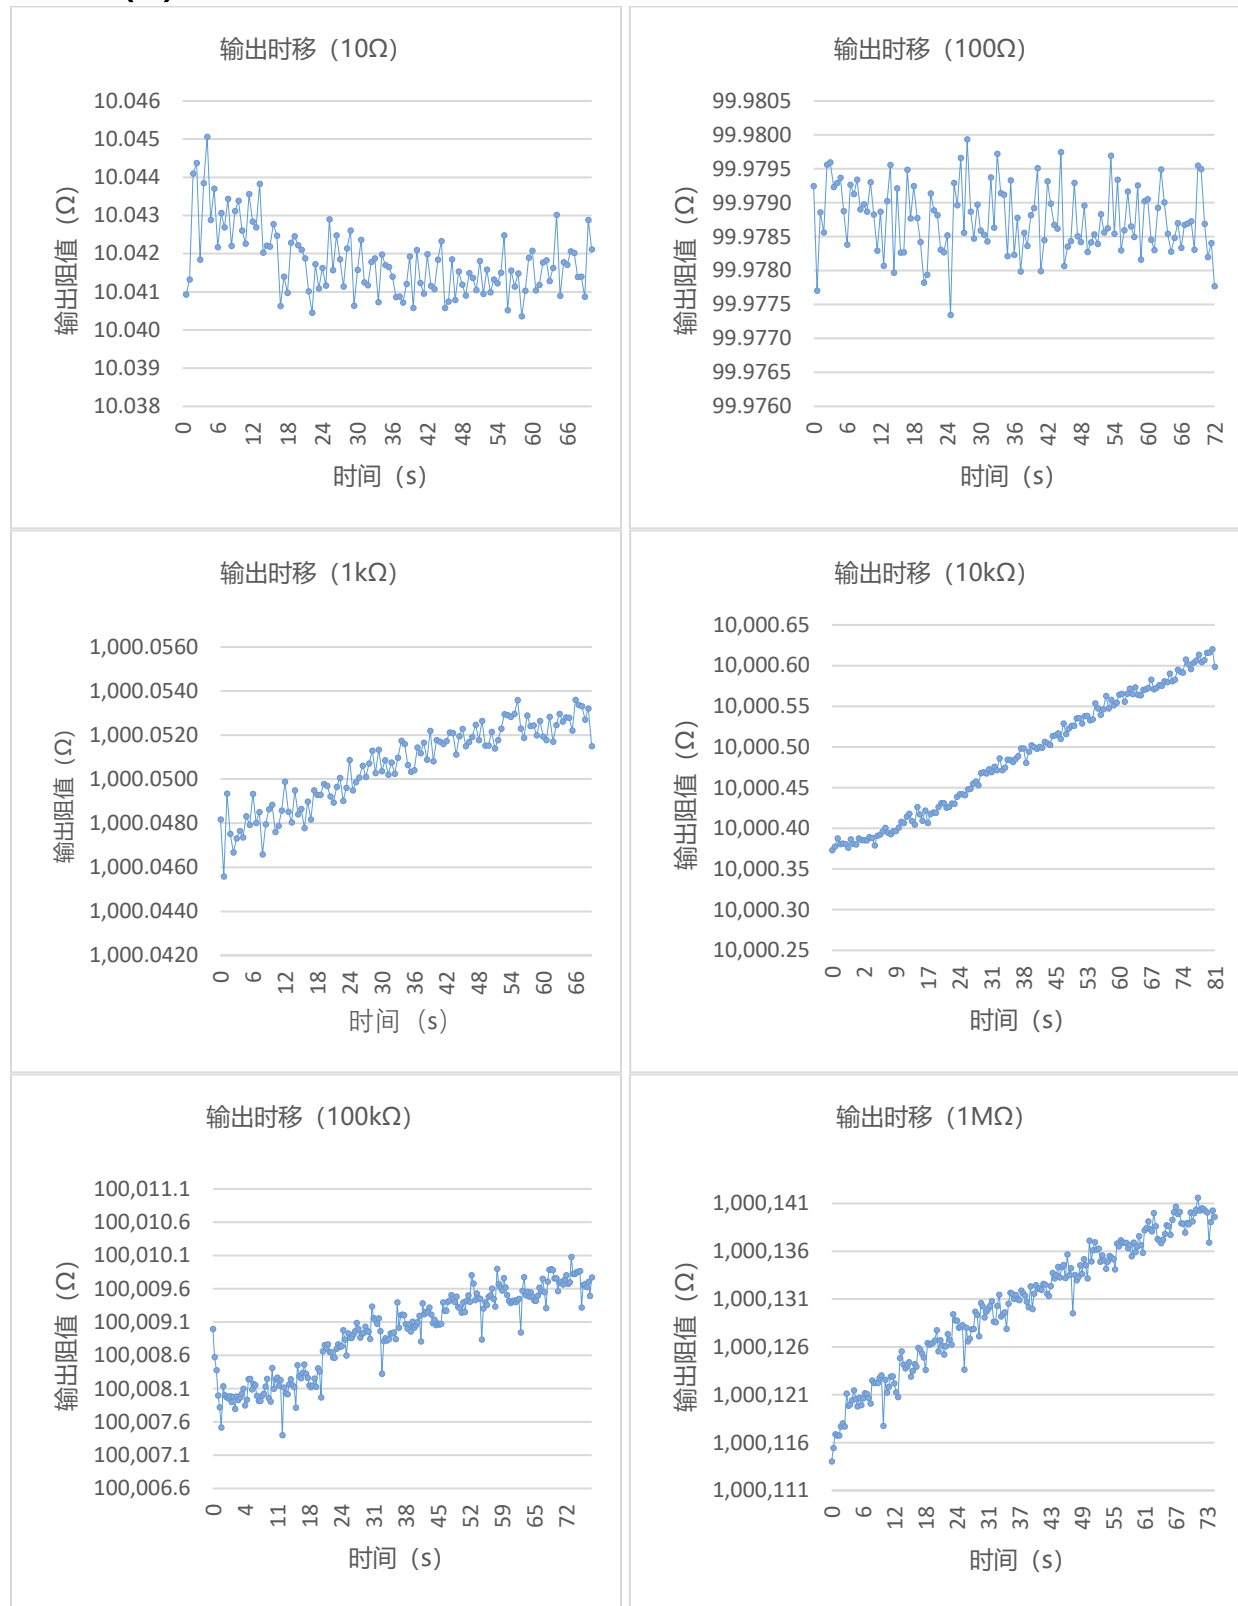 输出时移（10Ω）
输出阻值（Ω）
10.046
10.045
10.044
10.043
10.042
10.041
10.040
10.039
10.038
0 6 12 18 24 30 36 42 48 54 60 66
时间（s）
输出时移（100Ω）
输出阻值（Ω）
99.9805
99.9800
99.9795
99.9790
99.9785
99.9780
99.9775
99.9770
99.9765
99.9760
0 6 12 18 24 30 36 42 48 54 60 66 72
时间（s）
输出时移（1kΩ）
输出阻值（Ω）
1,000.0560
1,000.0540
1,000.0520
1,000.0500
1,000.0480
1,000.0460
1,000.0440
1,000.0420
0 6 12 18 24 30 36 42 48 54 60 66
时间（s）
输出时移（10kΩ）
输出阻值（Ω）
10,000.65
10,000.60
10,000.55
10,000.50
10,000.45
10,000.40
10,000.35
10,000.30
10,000.25
0 2 9 17 24 31 38 45 53 60 67 74 81
时间（s）
输出时移（100kΩ）
输出阻值（Ω）
100,011.1
100,010.6
100,010.1
100,009.6
100,009.1
100,008.6
100,008.1
100,007.6
100,007.1
100,006.6
0 4 11 18 24 31 38 45 52 59 65 72
时间（s）
输出时移（1MΩ）
输出阻值（Ω）
1,000,141
1,000,136
1,000,131
1,000,126
1,000,121
1,000,116
1,000,111
0 6 12 18 24 31 37 43 49 55 61 67 73
时间（s）